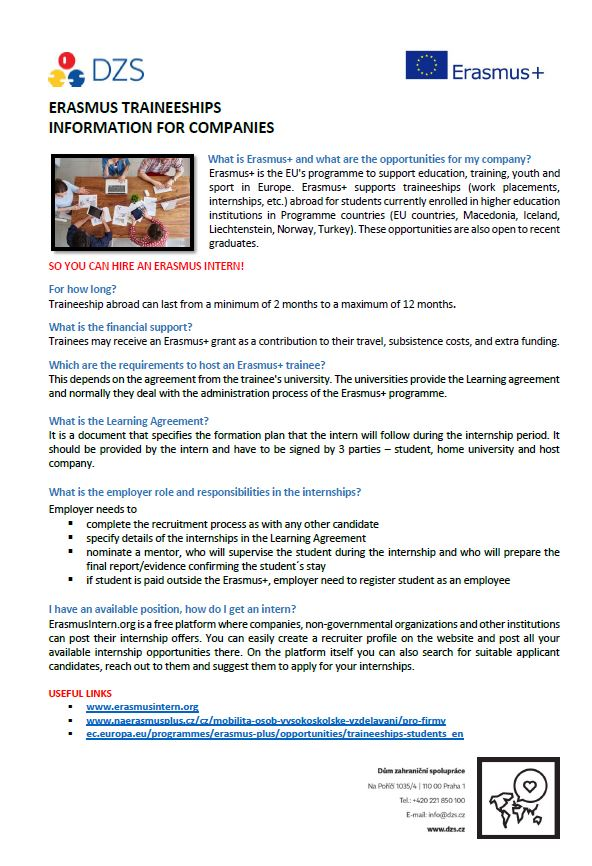 DZS
Erasmus+
ERASMUS TRAINEESHIPS
INFORMATION FOR COMPANIES
What is Erasmus+ and what are the opportunities for my company?
Erasmus+ is the EU's programme to support education, training, youth and
sport in Europe. Erasmus+ supports traineeships (work placements,
internships, etc.) abroad for students currently enrolled in higher education
institutions in Programme countries (EU countries, Macedonia, Iceland,
Liechtenstein, Norway, Turkey). These opportunities are also open to recent
graduates.
SO YOU CAN HIRE AN ERASMUS INTERN!
For how long?
Traineeship abroad can last from a minimum of 2 months to a maximum of 12 months.
What is the financial support?
Trainees may receive an Erasmus+ grant as a contribution to their travel, subsistence costs, and extra funding.
Which are the requirements to host an Erasmus+ trainee?
This depends on the agreement from the trainee's university. The universities provide the Learning agreement
and normally they deal with the administration process of the Erasmus+ programme.
What is the Learning Agreement?
It is a document that specifies the formation plan that the intern will follow during the internship period. It
should be provided by the intern and have to be signed by 3 parties – student, home university and host
company.
What is the employer role and responsibilities in the internships?
Employer needs to
▪ complete the recruitment process as with any other candidate
▪ specify details of the internships in the Learning Agreement
▪ nominate a mentor, who will supervise the student during the internship and who will prepare the
final report/evidence confirming the student´s stay
▪ if student is paid outside the Erasmus+, employer need to register student as an employee
I have an available position, how do I get an intern?
ErasmusIntern.org is a free platform where companies, non-governmental organizations and other institutions
can post their internship offers. You can easily create a recruiter profile on the website and post all your
available internship opportunities there. On the platform itself you can also search for suitable applicant
candidates, reach out to them and suggest them to apply for your internships.
USEFUL LINKS
▪ www.erasmusintern.org
▪ www.naerasmusplus.cz/cz/mobilita-osob-vysokoskolske-vzdelavani/pro-firmy
▪ ec.europa.eu/programmes/erasmus-plus/opportunities/traineeships-students_en
Dům zahraniční spolupráce
Na Poříčí 1035/4 | 110 00 Praha 1
Tel.: +420 221 850 100
E-mail: info@dzs.cz
www.dzs.cz